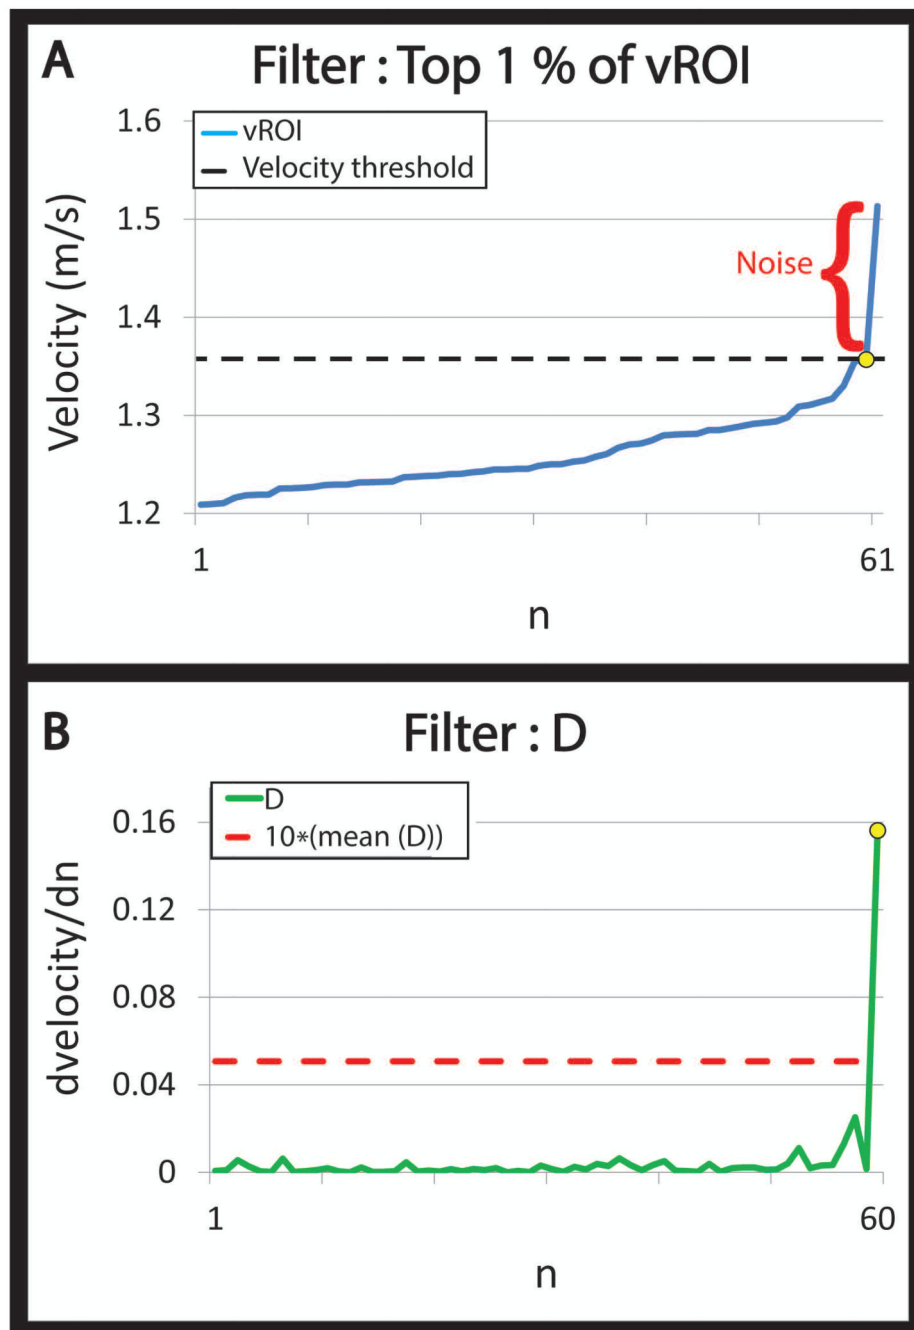 A
Filter : Top 1 % of vROI
vROI
Velocity threshold
1.6
1.5
1.4
1.3
1.2
Velocity (m/s)
Noise
1
61
n
B
Filter : D
D
10*(mean (D))
0.16
0.12
0.08
0.04
0
dvelocity/dn
1
60
n